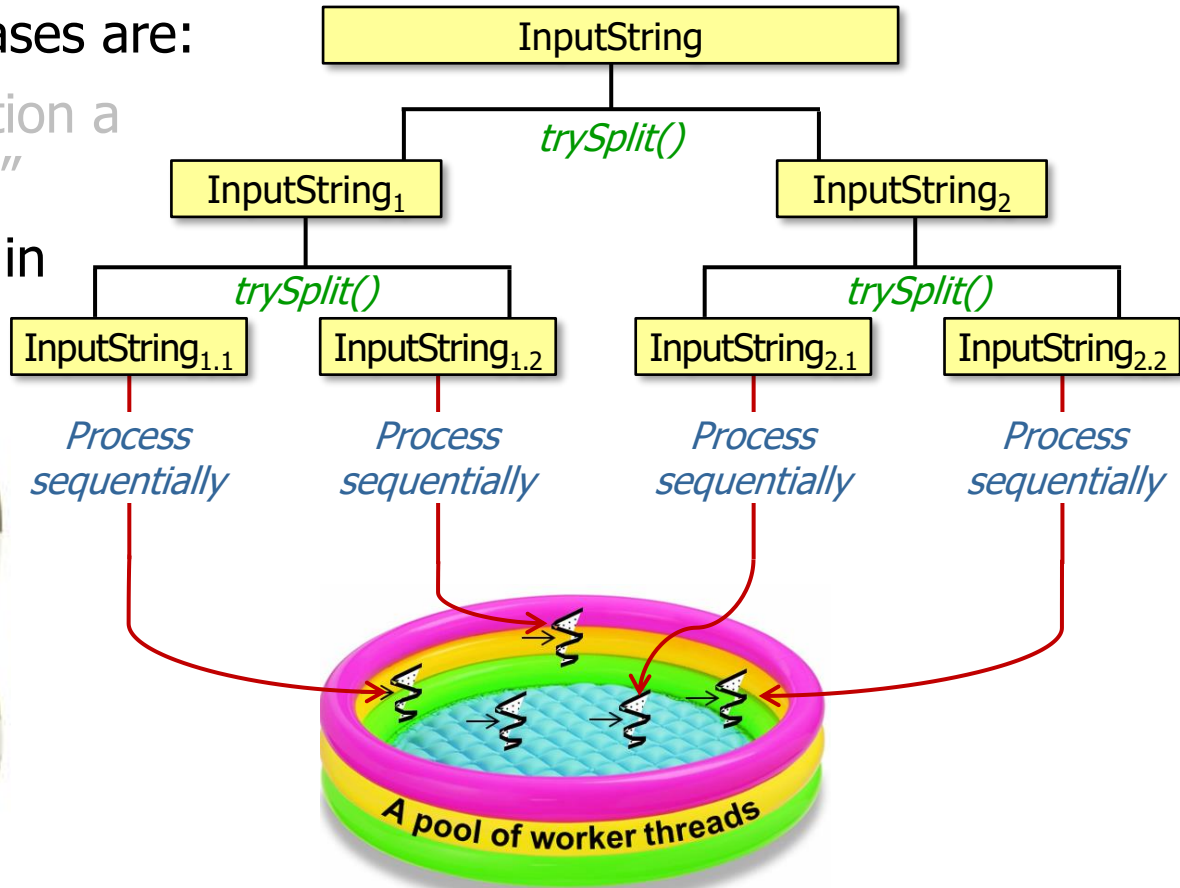 ases are:
InputString
tion a
trySplit()
”
InputString1
InputString2
in
trySplit()
trySplit()
InputString1.1
InputString1.2
InputString2.1
InputString2.2
Process
sequentially
Process
sequentially
Process
sequentially
Process
sequentially
A pool of worker threads